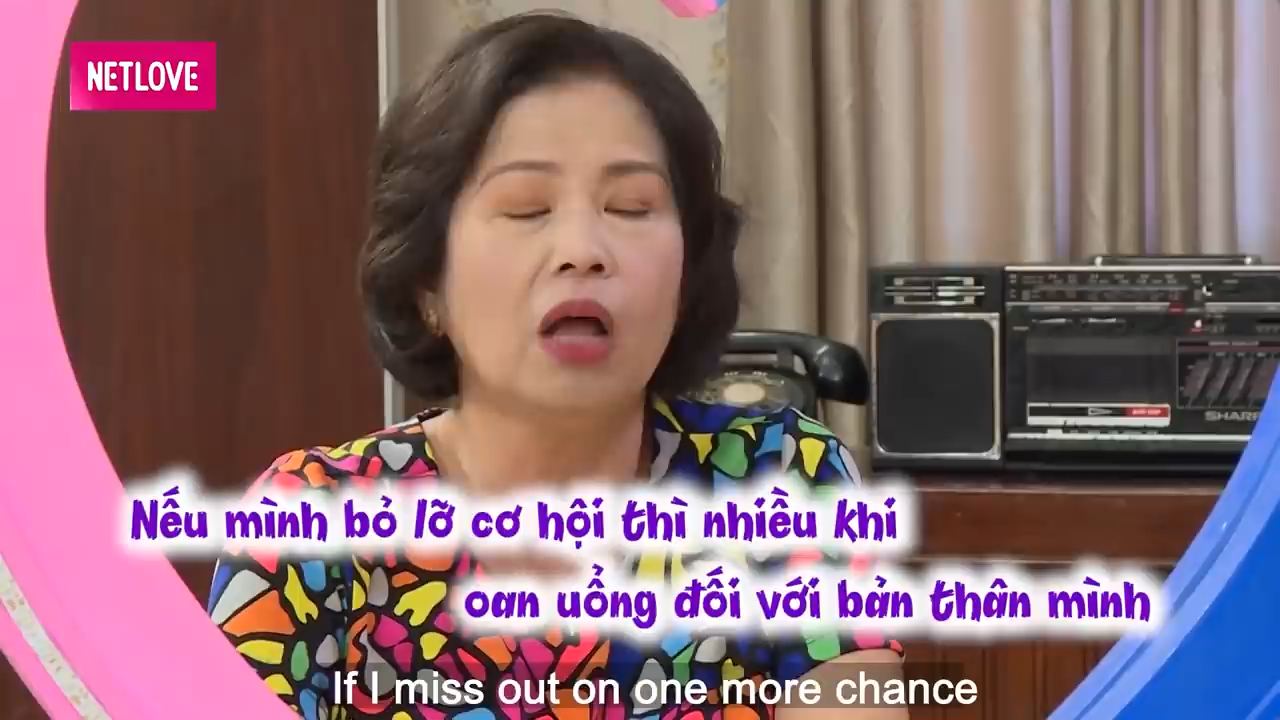 NETLOVE
SHARP
Nếu mình bỏ lỡ cơ hội thì nhiều khi
oan uổng đối với bản thân mình
If I miss out on one more chance